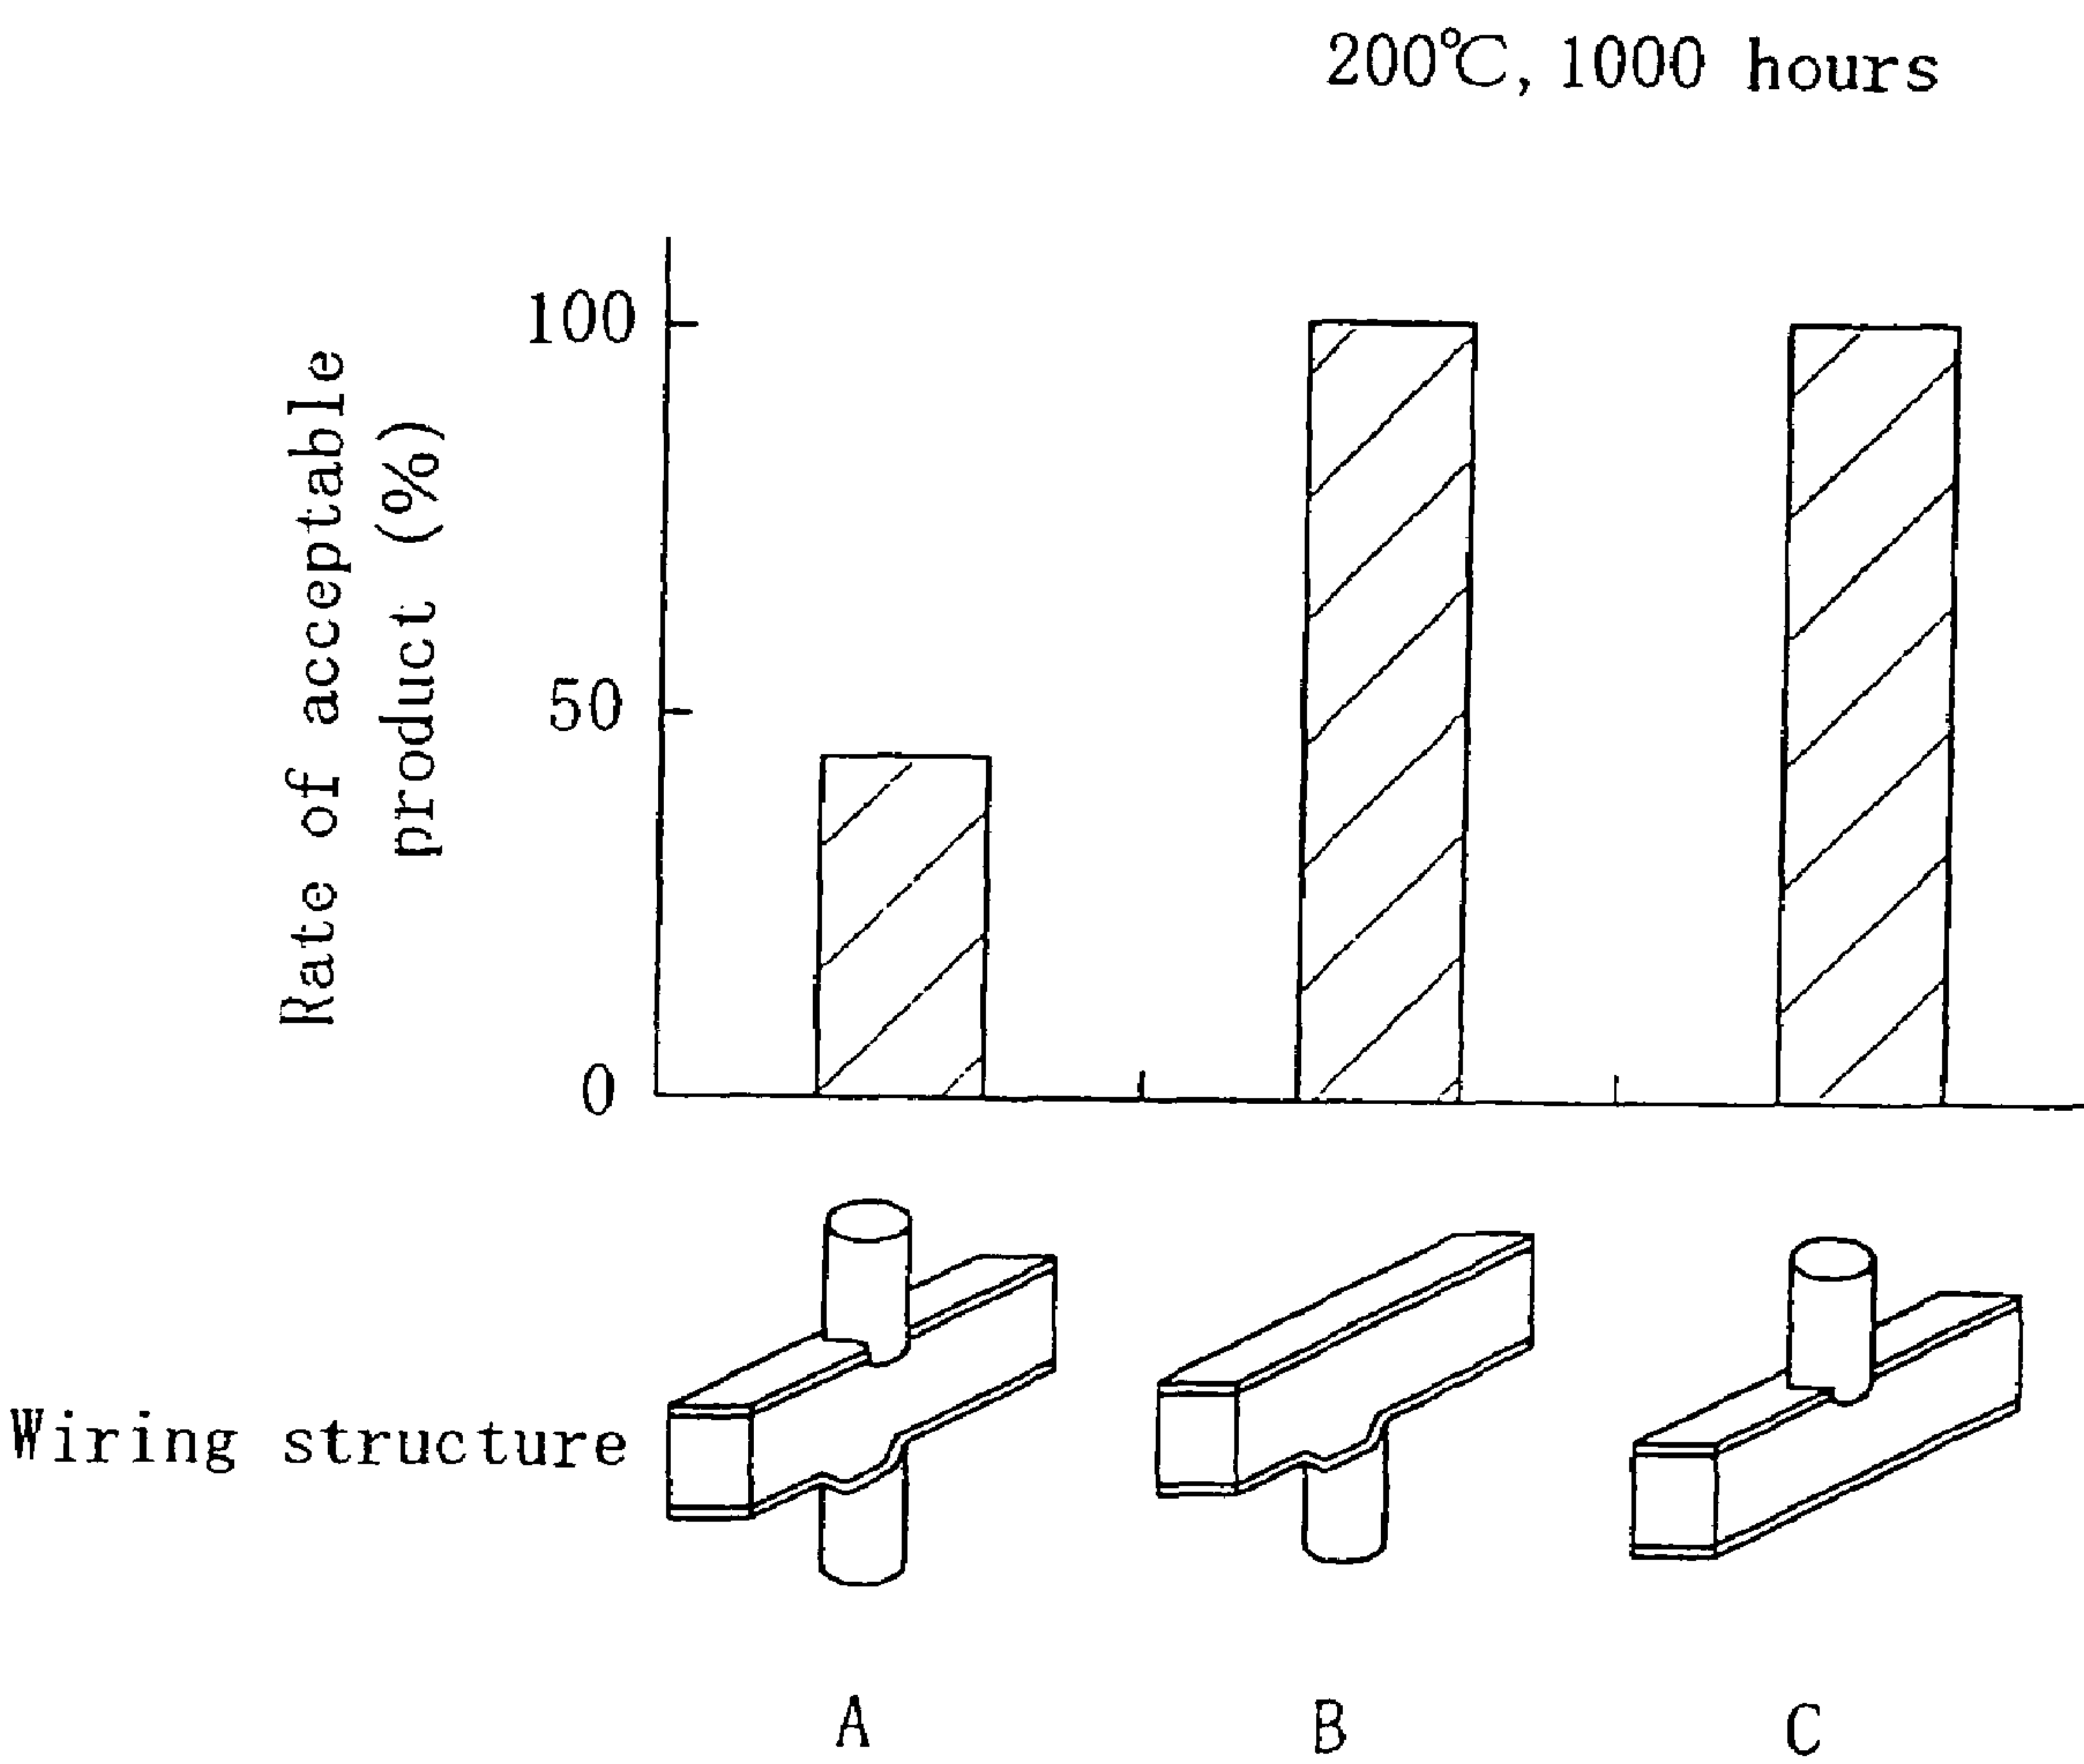 200℃, 1000 hours
Rate of acceptable
product (%)
100
50
0
Wiring structure
A B C